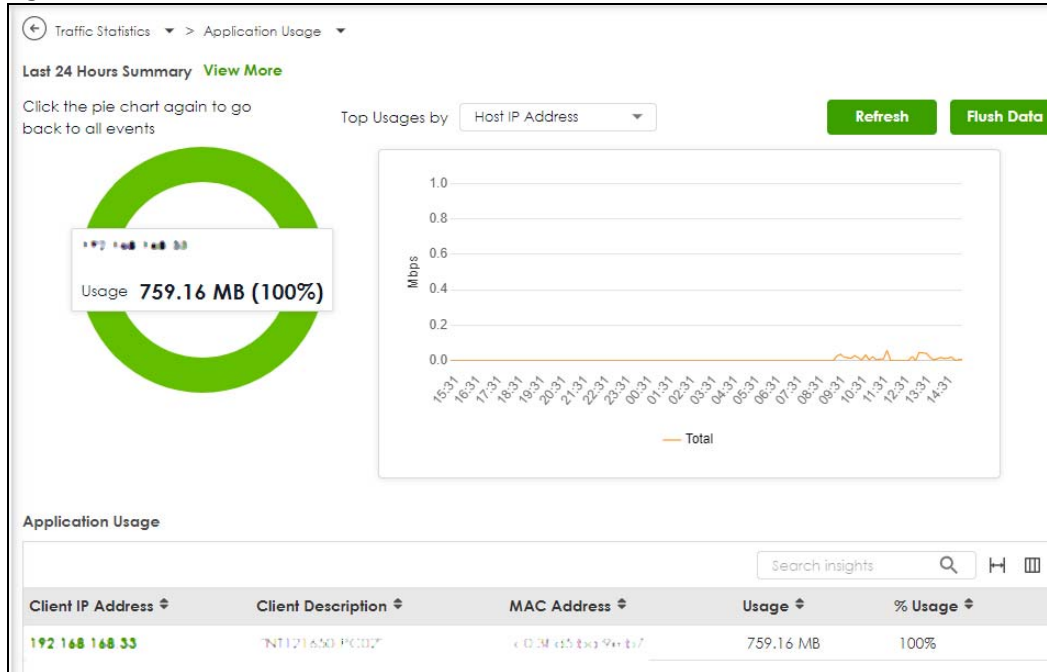 Traffic Statistics > Application Usage
Last 24 Hours Summary View More
Click the pie chart again to go
back to all events
Top Usages by Host IP Address
Refresh
Flush Data
192 168 168 33
Usage 759.16 MB (100%)
Mbps
1.0
0.8
0.6
0.4
0.2
0.0
15:31 16:31 17:31 18:31 19:31 20:31 21:31 22:31 23:31 00:31 01:31 02:31 03:31 04:31 05:31 06:31 07:31 08:31 09:31 10:31 11:31 12:31 13:31 14:31
Total
Application Usage
Search insights
Client IP Address Client Description MAC Address Usage % Usage
192 168 168 33 759.16 MB 100%